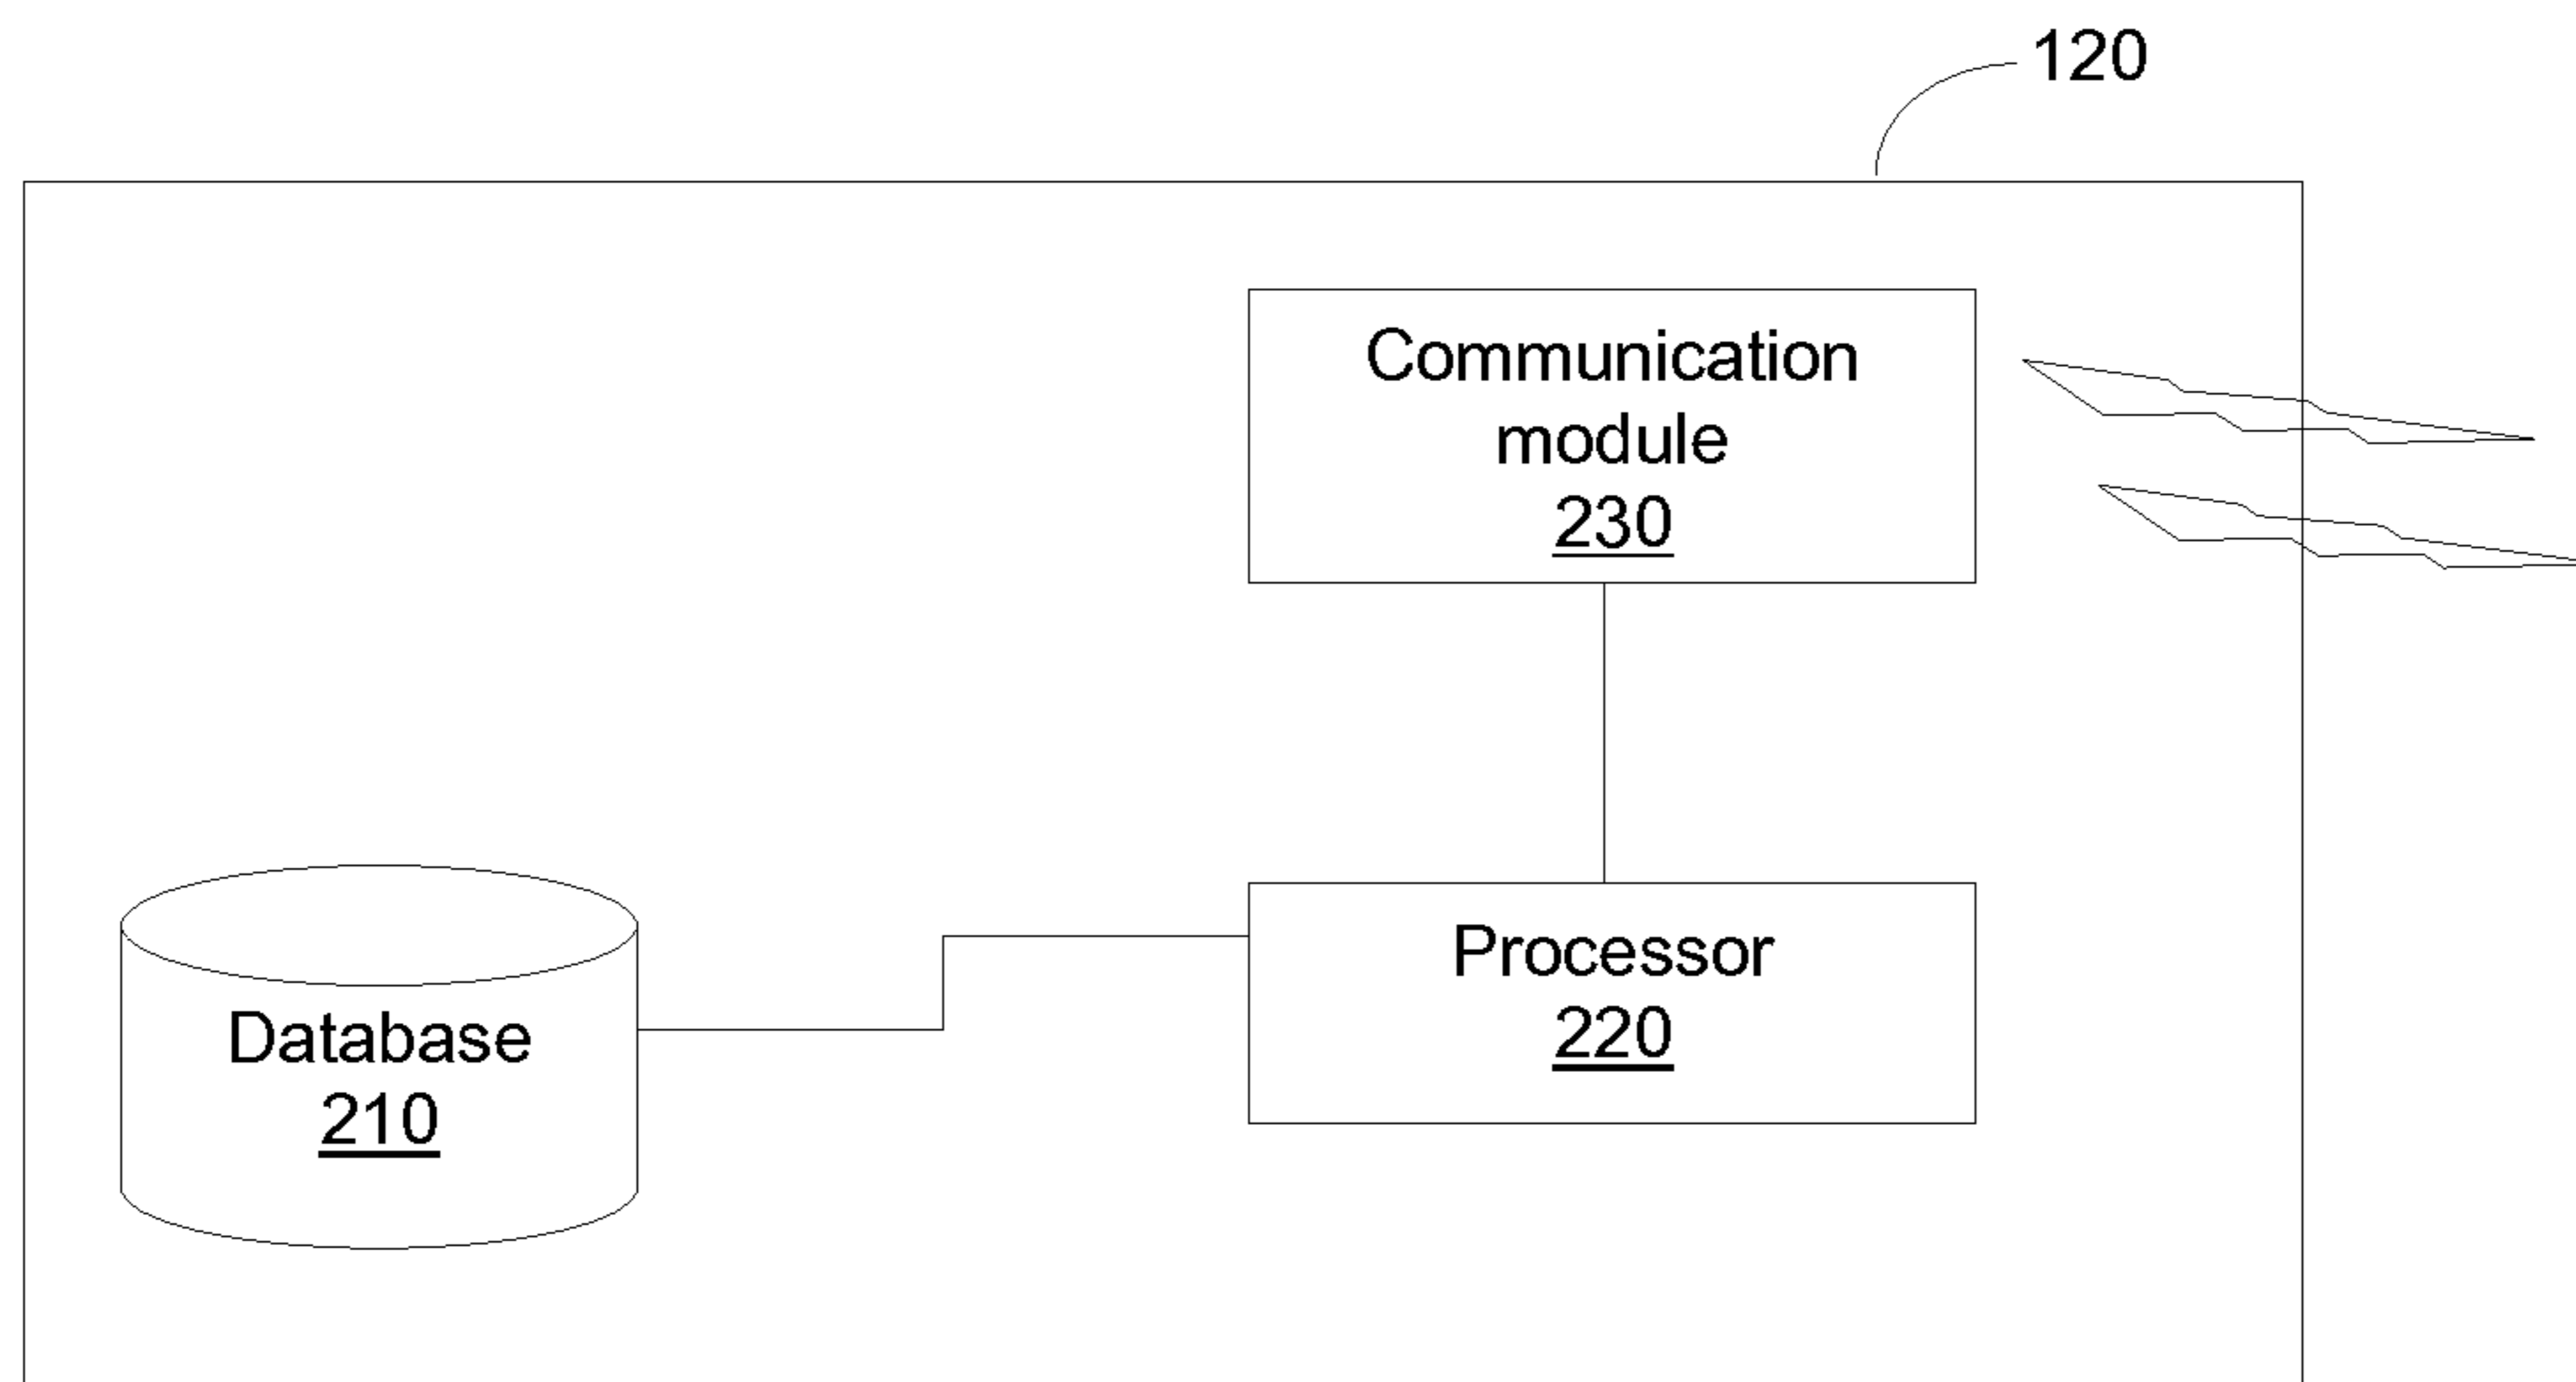 120
Communication
module
230
Processor
220
Database
210